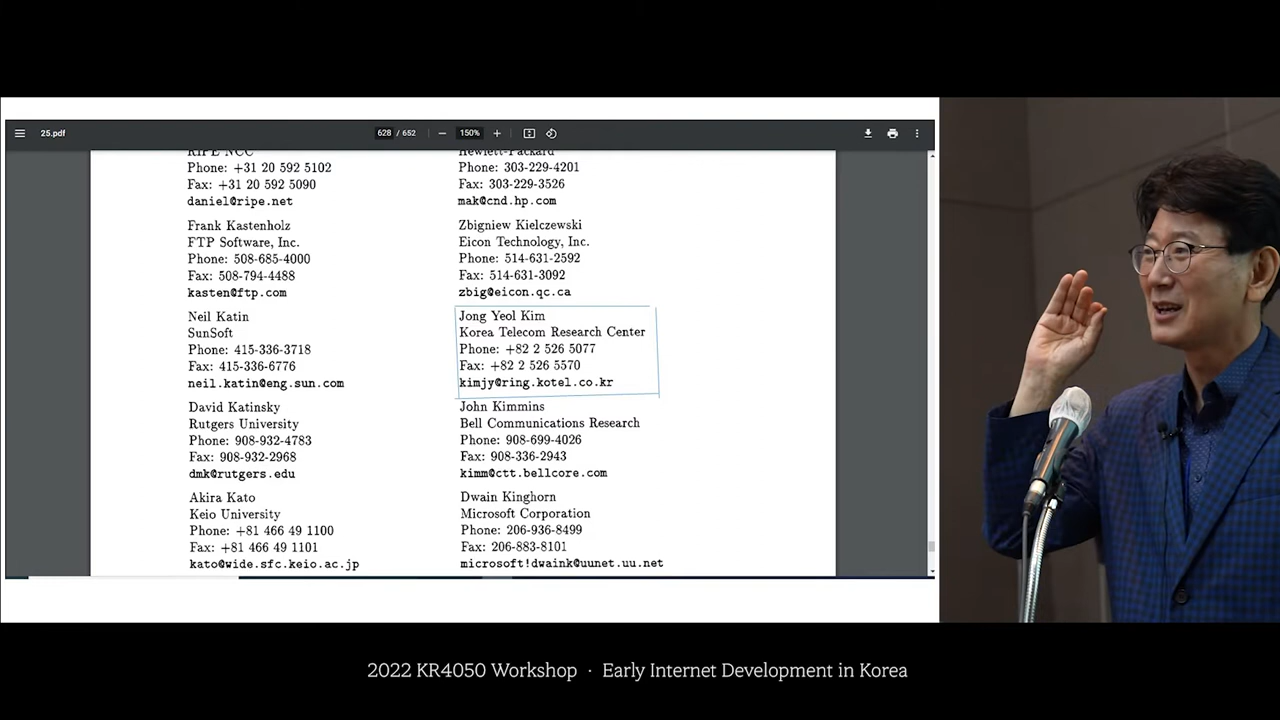 25.pdf
628 / 652
150%
RIPE NCC
Phone: +31 20 592 5102
Fax: +31 20 592 5090
daniel@ripe.net
Frank Kastenholz
FTP Software, Inc.
Phone: 508-685-4000
Fax: 508-794-4488
kasten@ftp.com
Neil Katin
SunSoft
Phone: 415-336-3718
Fax: 415-336-6776
neil.katin@eng.sun.com
David Katinsky
Rutgers University
Phone: 908-932-4783
Fax: 908-932-2968
dmk@rutgers.edu
Akira Kato
Keio University
Phone: +81 466 49 1100
Fax: +81 466 49 1101
kato@wide.sfc.keio.ac.jp
Hewlett-Packard
Phone: 303-229-4201
Fax: 303-229-3526
mak@cnd.hp.com
Zbigniew Kielczewski
Eicon Technology, Inc.
Phone: 514-631-2592
Fax: 514-631-3092
zbig@eicon.qc.ca
Jong Yeol Kim
Korea Telecom Research Center
Phone: +82 2 526 5077
Fax: +82 2 526 5570
kimjy@ring.kotel.co.kr
John Kimmins
Bell Communications Research
Phone: 908-699-4026
Fax: 908-336-2943
kimm@ctt.bellcore.com
Dwain Kinghorn
Microsoft Corporation
Phone: 206-936-8499
Fax: 206-883-8101
microsoft!dwaink@uunet.uu.net
2022 KR4050 Workshop · Early Internet Development in Korea